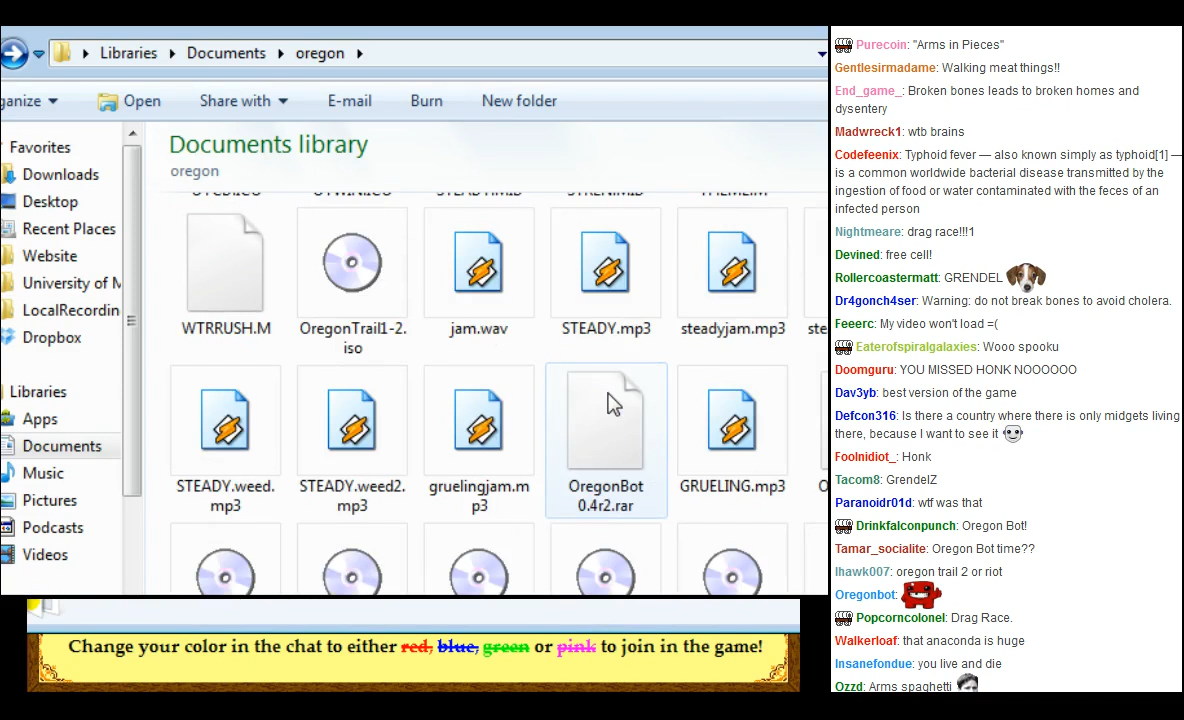 Libraries
Documents
oregon
ganize
Open
Share with
E-mail
Burn
New folder
Favorites
Downloads
Desktop
Recent Places
Website
University of M
LocalRecordin
Dropbox
Libraries
Apps
Documents
Music
Pictures
Podcasts
Videos
Documents library
oregon
WTRRUSH.M
OregonTrail1-2.
iso
jam.wav
STEADY.mp3
steadyjam.mp3
ste
STEADY.weed.
mp3
STEADY.weed2.
mp3
gruelingjam.m
p3
OregonBot
0.4r2.rar
GRUELING.mp3
Change your color in the chat to either red, blue, green or pink to join in the game!
Purecoin: "Arms in Pieces"
Gentlesirmadame: Walking meat things!!
End_game_: Broken bones leads to broken homes and
dysentery
Madwreck1: wtb brains
Codefeenix: Typhoid fever — also known simply as typhoid[1] —
is a common worldwide bacterial disease transmitted by the
ingestion of food or water contaminated with the feces of an
infected person
Nightmeare: drag race!!!1
Devined: free cell!
Rollercoastermatt: GRENDEL
Dr4gonch4ser: Warning: do not break bones to avoid cholera.
Feeerc: My video won't load =(
Eaterofspiralgalaxies: Wooo spooku
Doomguru: YOU MISSED HONK NOOOOOO
Dav3yb: best version of the game
Defcon316: Is there a country where there is only midgets living
there, because I want to see it
Foolnidiot_: Honk
Tacom8: GrendelZ
Paranoidr01d: wtf was that
Drinkfalconpunch: Oregon Bot!
Tamar_socialite: Oregon Bot time??
Ihawk007: oregon trail 2 or riot
Oregonbot:
Popcorncolonel: Drag Race.
Walkerloaf: that anaconda is huge
Insanefondue: you live and die
Ozzd: Arms spaghetti